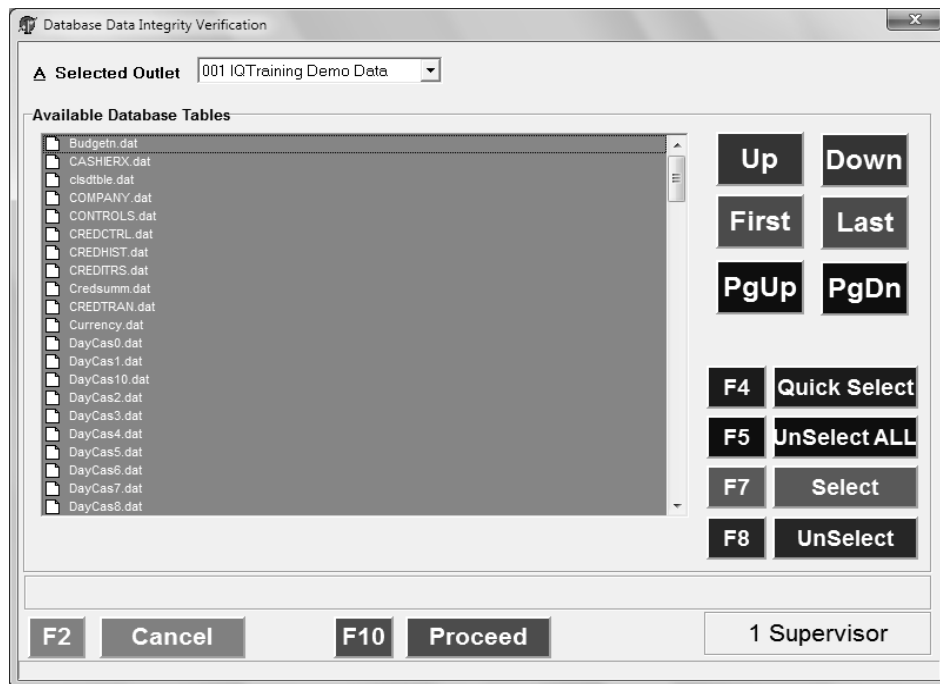 Database Data Integrity Verification
x
A Selected Outlet 001 IQTraining Demo Data
Available Database Tables
Budgetn.dat
CASHIERX.dat
clsdtble.dat
COMPANY.dat
CONTROLS.dat
CREDCTRL.dat
CREDHIST.dat
CREDITRS.dat
Credsumm.dat
CREDTRAN.dat
Currency.dat
DayCas0.dat
DayCas1.dat
DayCas10.dat
DayCas2.dat
DayCas3.dat
DayCas4.dat
DayCas5.dat
DayCas6.dat
DayCas7.dat
DayCas8.dat
Up Down
First Last
PgUp PgDn
F4 Quick Select
F5 UnSelect ALL
F7 Select
F8 UnSelect
F2 Cancel F10 Proceed 1 Supervisor